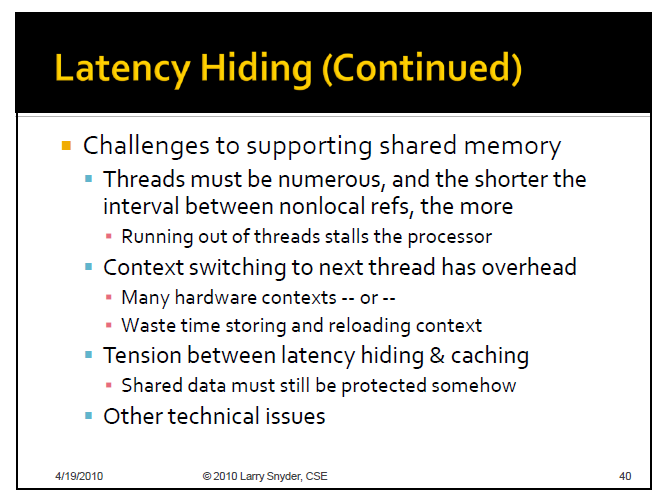 Latency Hiding (Continued)
Challenges to supporting shared memory
Threads must be numerous, and the shorter the
interval between nonlocal refs, the more
Running out of threads stalls the processor
Context switching to next thread has overhead
Many hardware contexts -- or --
Waste time storing and reloading context
Tension between latency hiding & caching
Shared data must still be protected somehow
Other technical issues
4/19/2010 © 2010 Larry Snyder, CSE 40